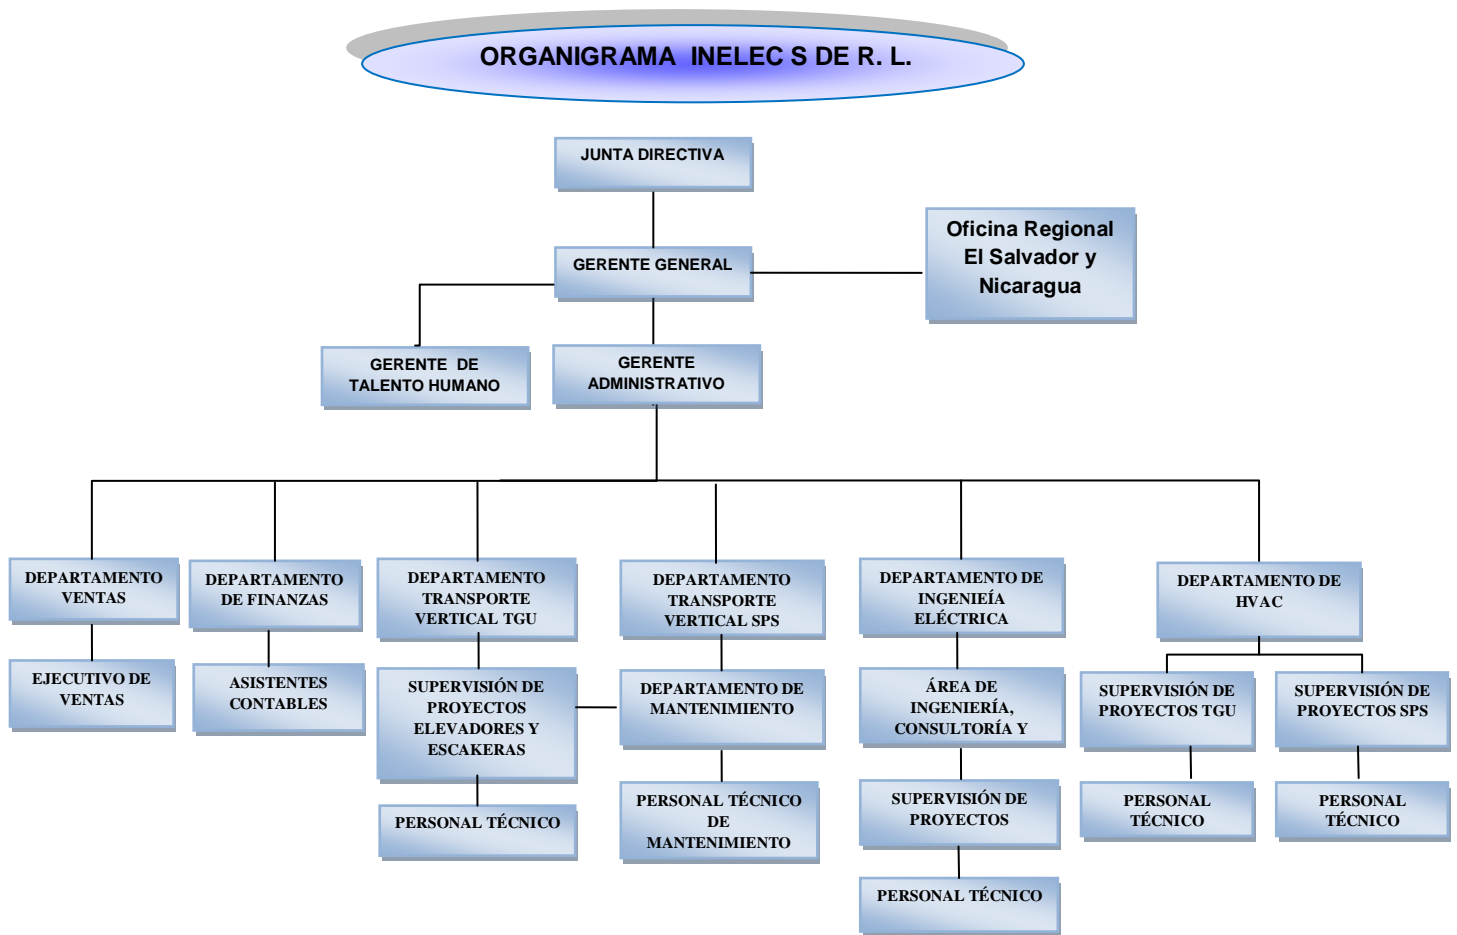 ORGANIGRAMA INELEC S DE R. L.
JUNTA DIRECTIVA
GERENTE GENERAL
Oficina Regional
El Salvador y
Nicaragua
GERENTE DE
TALENTO HUMANO
GERENTE
ADMINISTRATIVO
DEPARTAMENTO
VENTAS
DEPARTAMENTO
DE FINANZAS
DEPARTAMENTO
TRANSPORTE
VERTICAL TGU
DEPARTAMENTO
TRANSPORTE
VERTICAL SPS
DEPARTAMENTO DE
INGENIEÍA
ELÉCTRICA
DEPARTAMENTO DE
HVAC
EJECUTIVO DE
VENTAS
ASISTENTES
CONTABLES
SUPERVISIÓN DE
PROYECTOS
ELEVADORES Y
ESCAKERAS
DEPARTAMENTO DE
MANTENIMIENTO
ÁREA DE
INGENIERÍA,
CONSULTORÍA Y
SUPERVISIÓN DE
PROYECTOS TGU
SUPERVISIÓN DE
PROYECTOS SPS
PERSONAL TÉCNICO
PERSONAL TÉCNICO
DE
MANTENIMIENTO
SUPERVISIÓN DE
PROYECTOS
PERSONAL
TÉCNICO
PERSONAL
TÉCNICO
PERSONAL TÉCNICO